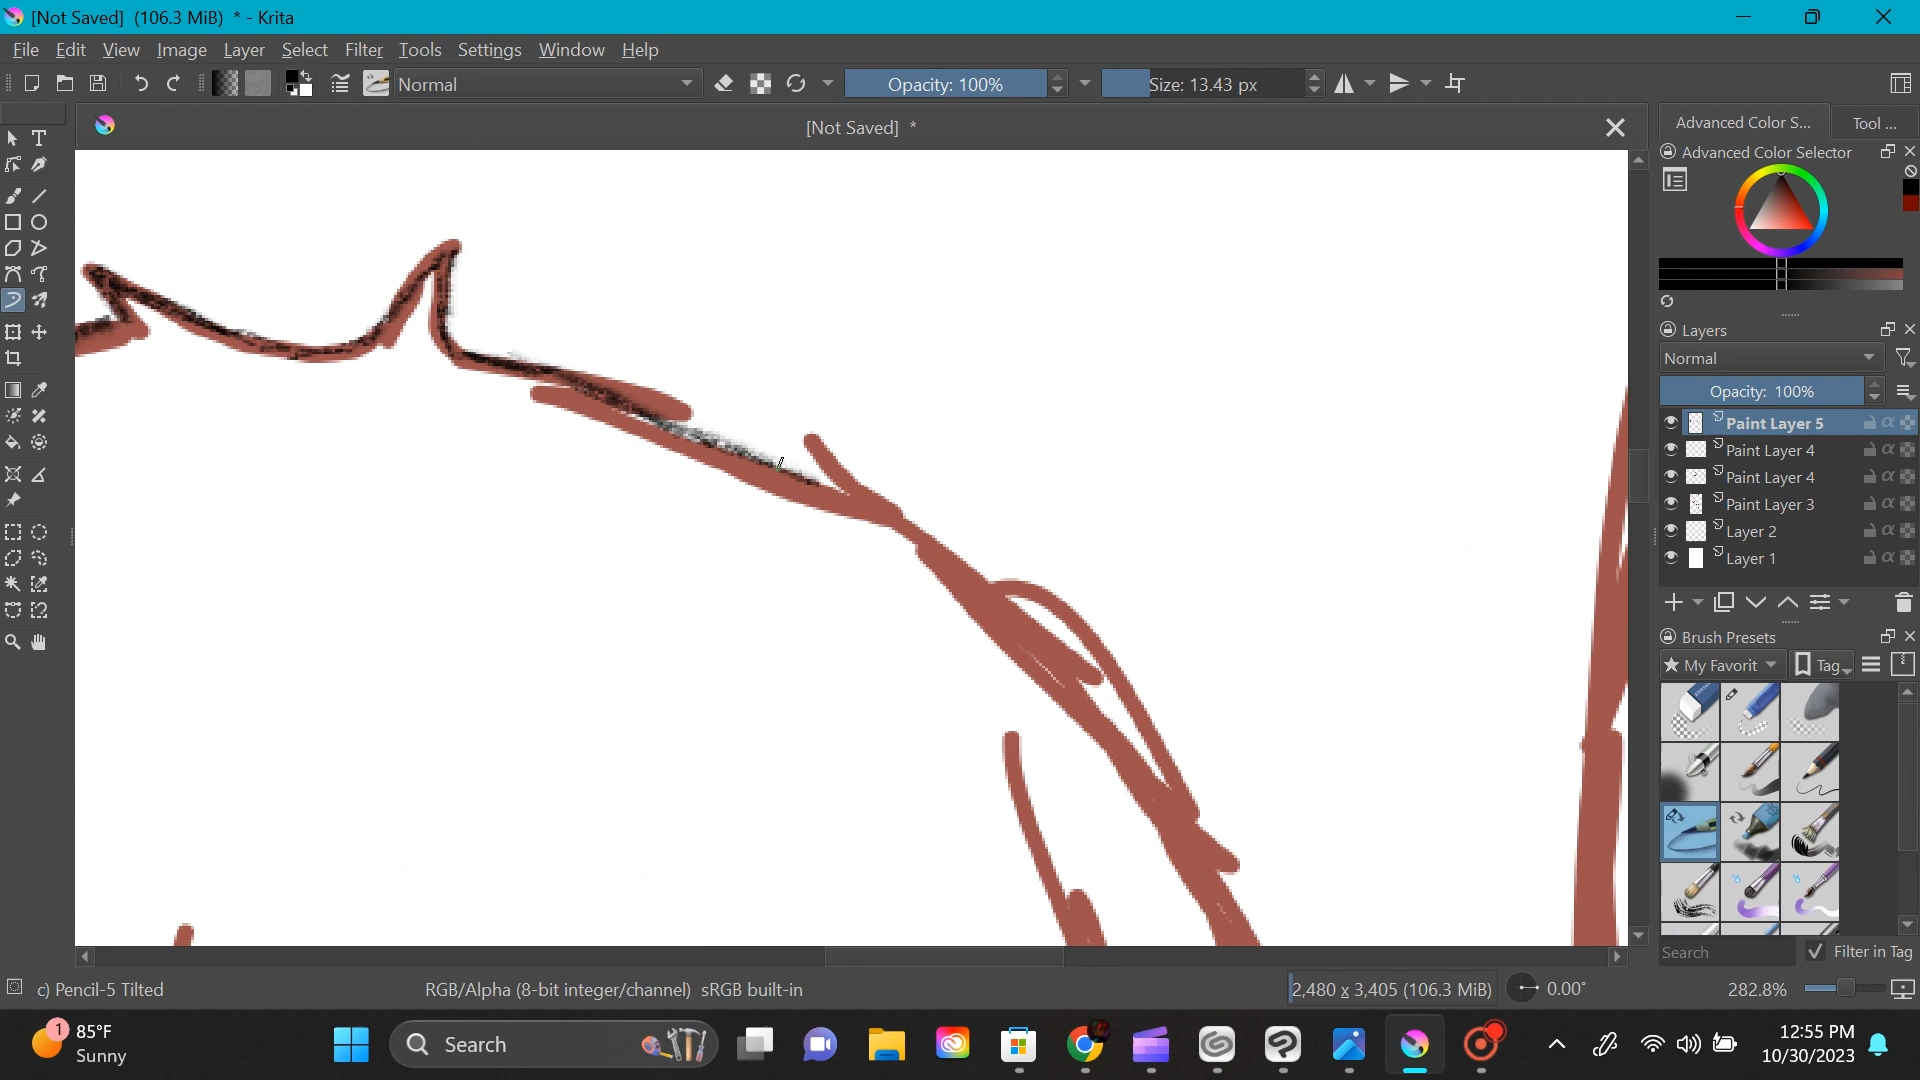 [Not Saved] (106.3 MiB) * - Krita
File Edit View Image Layer Select Filter Tools Settings Window Help
Normal
Opacity: 100%
Size: 13.43 px
[Not Saved] *
Advanced Color S...
Tool ...
Advanced Color Selector
Layers
Normal
Opacity: 100%
Paint Layer 5
Paint Layer 4
Paint Layer 4
Paint Layer 3
Layer 2
Layer 1
Brush Presets
My Favorit
Tag
Search
Filter in Tag
c) Pencil-5 Tilted
RGB/Alpha (8-bit integer/channel) sRGB built-in
2,480 x 3,405 (106.3 MiB)
0.00°
282.8%
1
85°F
Sunny
Search
12:55 PM
10/30/2023